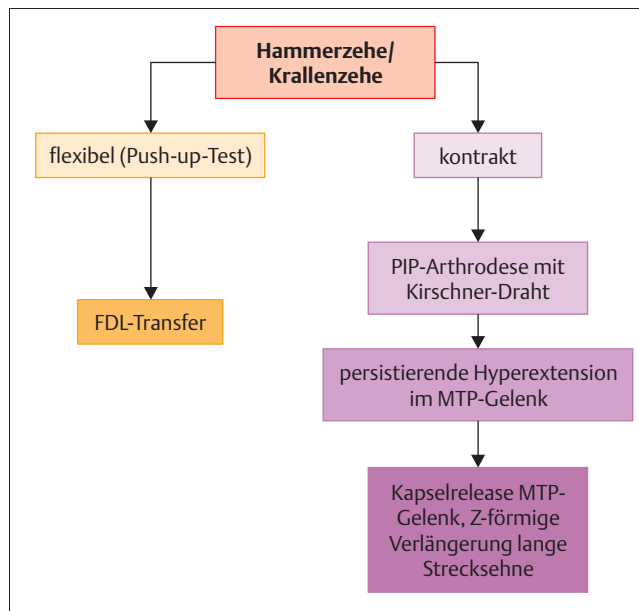 Hammerzehe/
Krallenzehe
flexibel (Push-up-Test)
kontrakt
PIP-Arthrodese mit
Kirschner-Draht
FDL-Transfer
persistierende Hyperextension
im MTP-Gelenk
Kapselrelease MTP-
Gelenk, Z-förmige
Verlängerung lange
Strecksehne